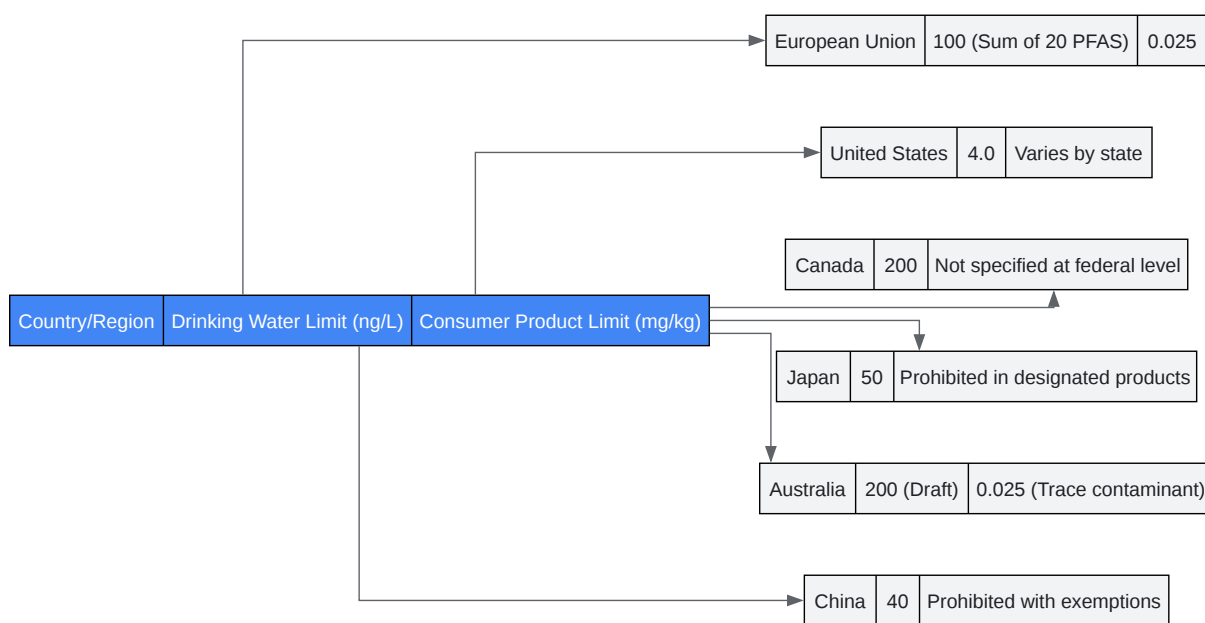 European Union 100 (Sum of 20 PFAS) 0.025
United States 4.0 Varies by state
Canada 200 Not specified at federal level
Country/Region Drinking Water Limit (ng/L) Consumer Product Limit (mg/kg)
Japan 50 Prohibited in designated products
Australia 200 (Draft) 0.025 (Trace contaminant)
China 40 Prohibited with exemptions